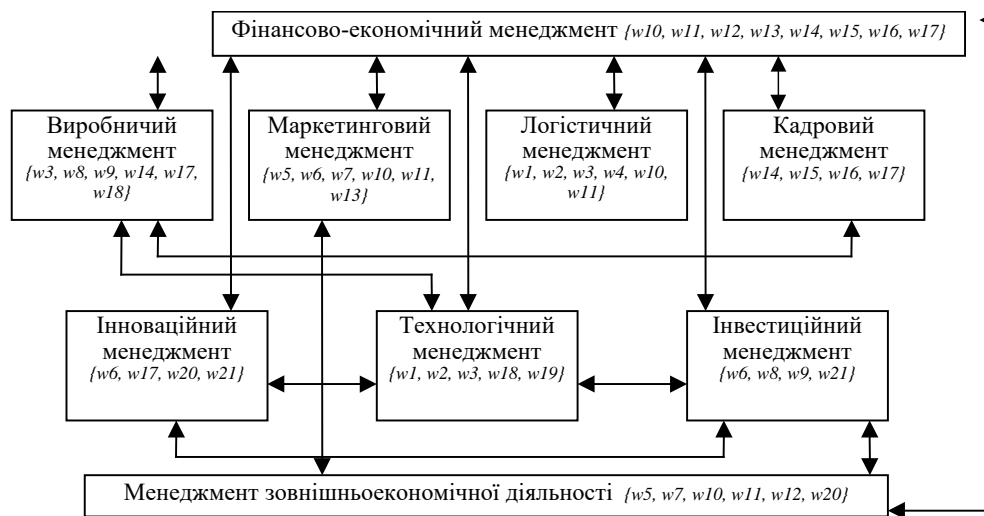 Фінансово-економічний менеджмент {w10, w11, w12, w13, w14, w15, w16, w17}
Виробничий
менеджмент
{w3, w8, w9, w14, w17,
w18}
Маркетинговий
менеджмент
{w5, w6, w7, w10, w11,
w13}
Логістичний
менеджмент
{w1, w2, w3, w4, w10,
w11}
Кадровий
менеджмент
{w14, w15, w16, w17}
Інноваційний
менеджмент
{w6, w17, w20, w21}
Технологічний
менеджмент
{w1, w2, w3, w18, w19}
Інвестиційний
менеджмент
{w6, w8, w9, w21}
Менеджмент зовнішньоекономічної діяльності {w5, w7, w10, w11, w12, w20}